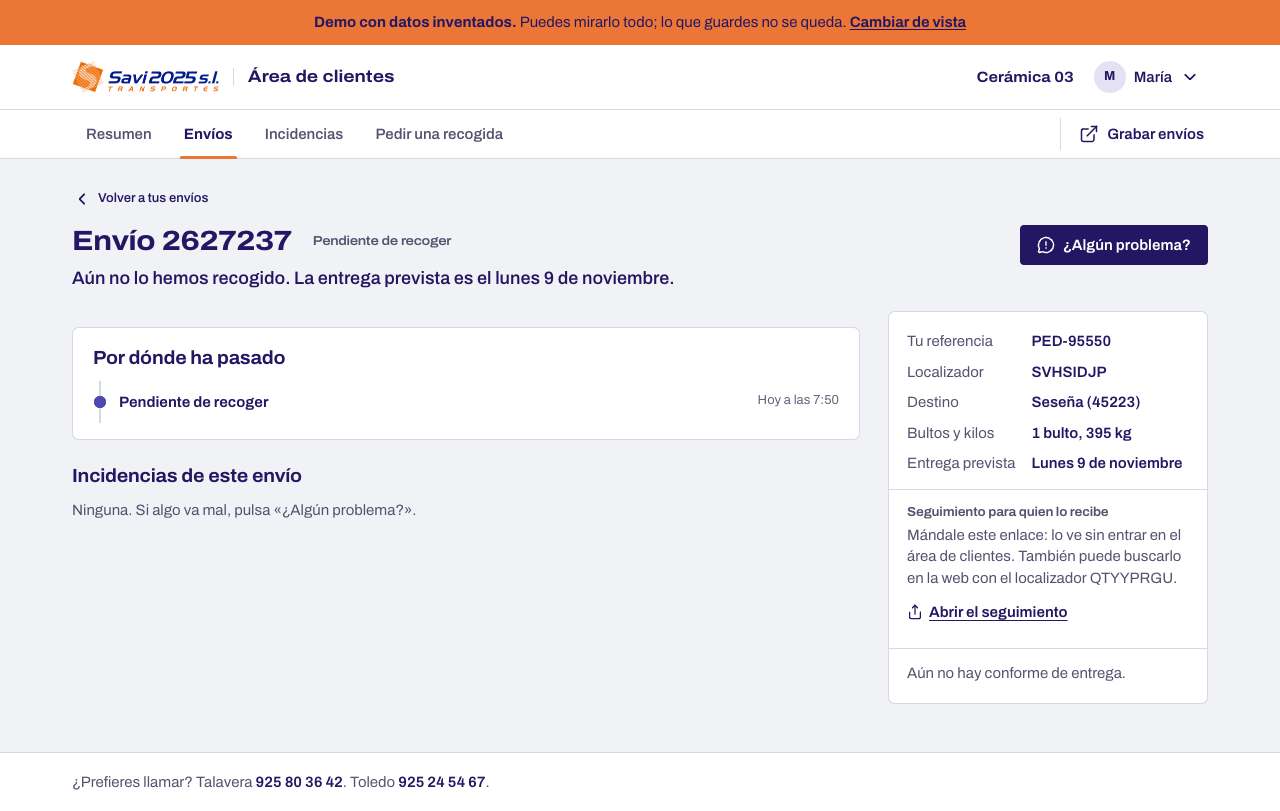 Demo con datos inventados. Puedes mirarlo todo; lo que guardes no se queda. Cambiar de vista
Savi 2025 s.l.
TRANSPORTES
Área de clientes
Cerámica 03
M
María
Resumen
Envíos
Incidencias
Pedir una recogida
Grabar envíos
Volver a tus envíos
Envío 2627237
Pendiente de recoger
¿Algún problema?
Aún no lo hemos recogido. La entrega prevista es el lunes 9 de noviembre.
Por dónde ha pasado
Pendiente de recoger
Hoy a las 7:50
Incidencias de este envío
Ninguna. Si algo va mal, pulsa «¿Algún problema?».
Tu referencia PED-95550
Localizador SVHSIDJP
Destino Seseña (45223)
Bultos y kilos 1 bulto, 395 kg
Entrega prevista Lunes 9 de noviembre
Seguimiento para quien lo recibe
Mándale este enlace: lo ve sin entrar en el
área de clientes. También puede buscarlo
en la web con el localizador QTYYPRGU.
Abrir el seguimiento
Aún no hay conforme de entrega.
¿Prefieres llamar? Talavera 925 80 36 42. Toledo 925 24 54 67.